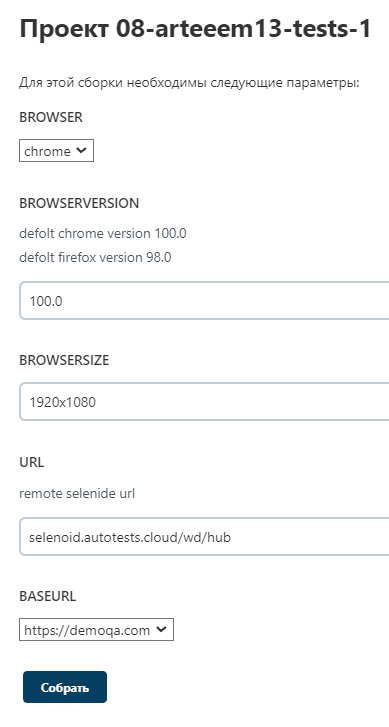 Проект 08-arteeem13-tests-1
Для этой сборки необходимы следующие параметры:
BROWSER
chrome
BROWSERVERSION
defolt chrome version 100.0
defolt firefox version 98.0
100.0
BROWSERSIZE
1920x1080
URL
remote selenide url
selenoid.autotests.cloud/wd/hub
BASEURL
https://demoqa.com
Собрать